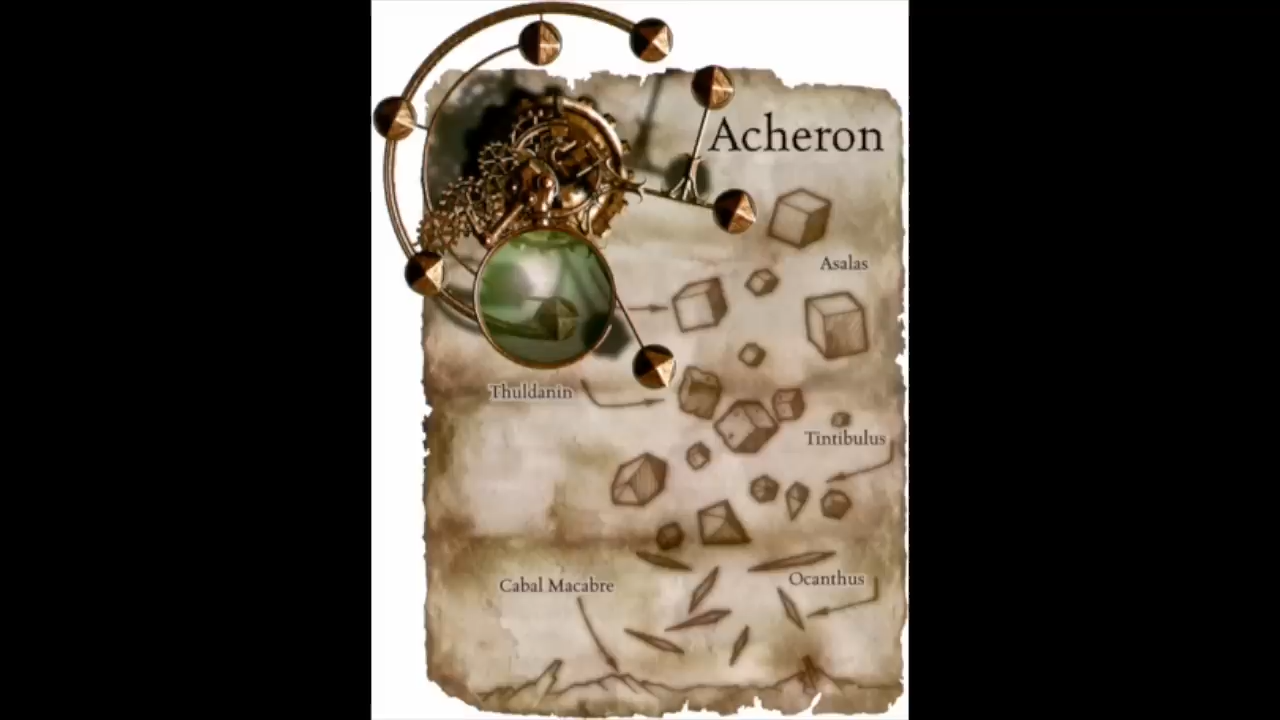 Acheron
Asalas
Thuldanin
Tintibulus
Cabal Macabre
Ocanthus